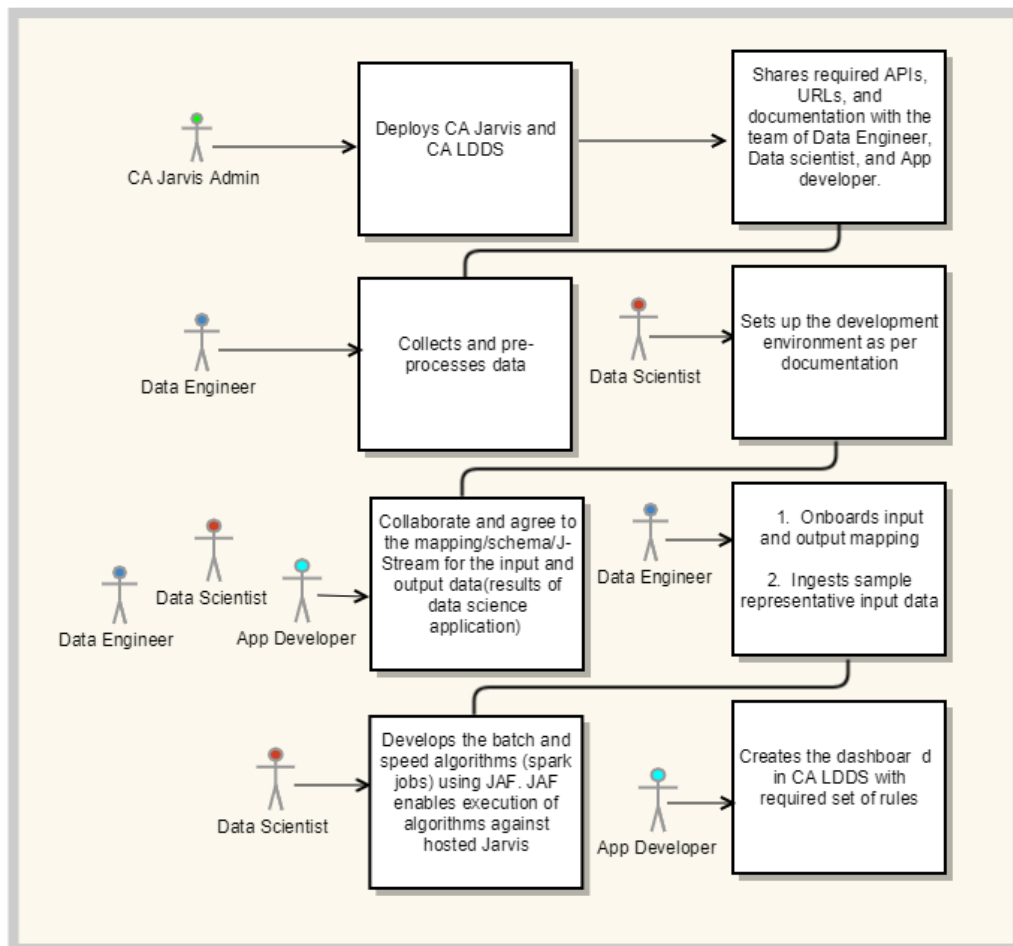 CA Jarvis Admin
Deploys CA Jarvis and
CA LDDS
Shares required APIs,
URLs, and
documentation with the
team of Data Engineer,
Data scientist, and App
developer.
Data Engineer
Collects and pre-
processes data
Data Scientist
Sets up the development
environment as per
documentation
Data Engineer
Data Scientist
App Developer
Collaborate and agree to
the mapping/schema/J-
Stream for the input and
output data(results of
data science
application)
Data Engineer
1. Onboards input
and output mapping
2. Ingests sample
representative input data
Data Scientist
Develops the batch and
speed algorithms (spark
jobs) using JAF. JAF
enables execution of
algorithms against
hosted Jarvis
App Developer
Creates the dashboar d
in CA LDDS with
required set of rules